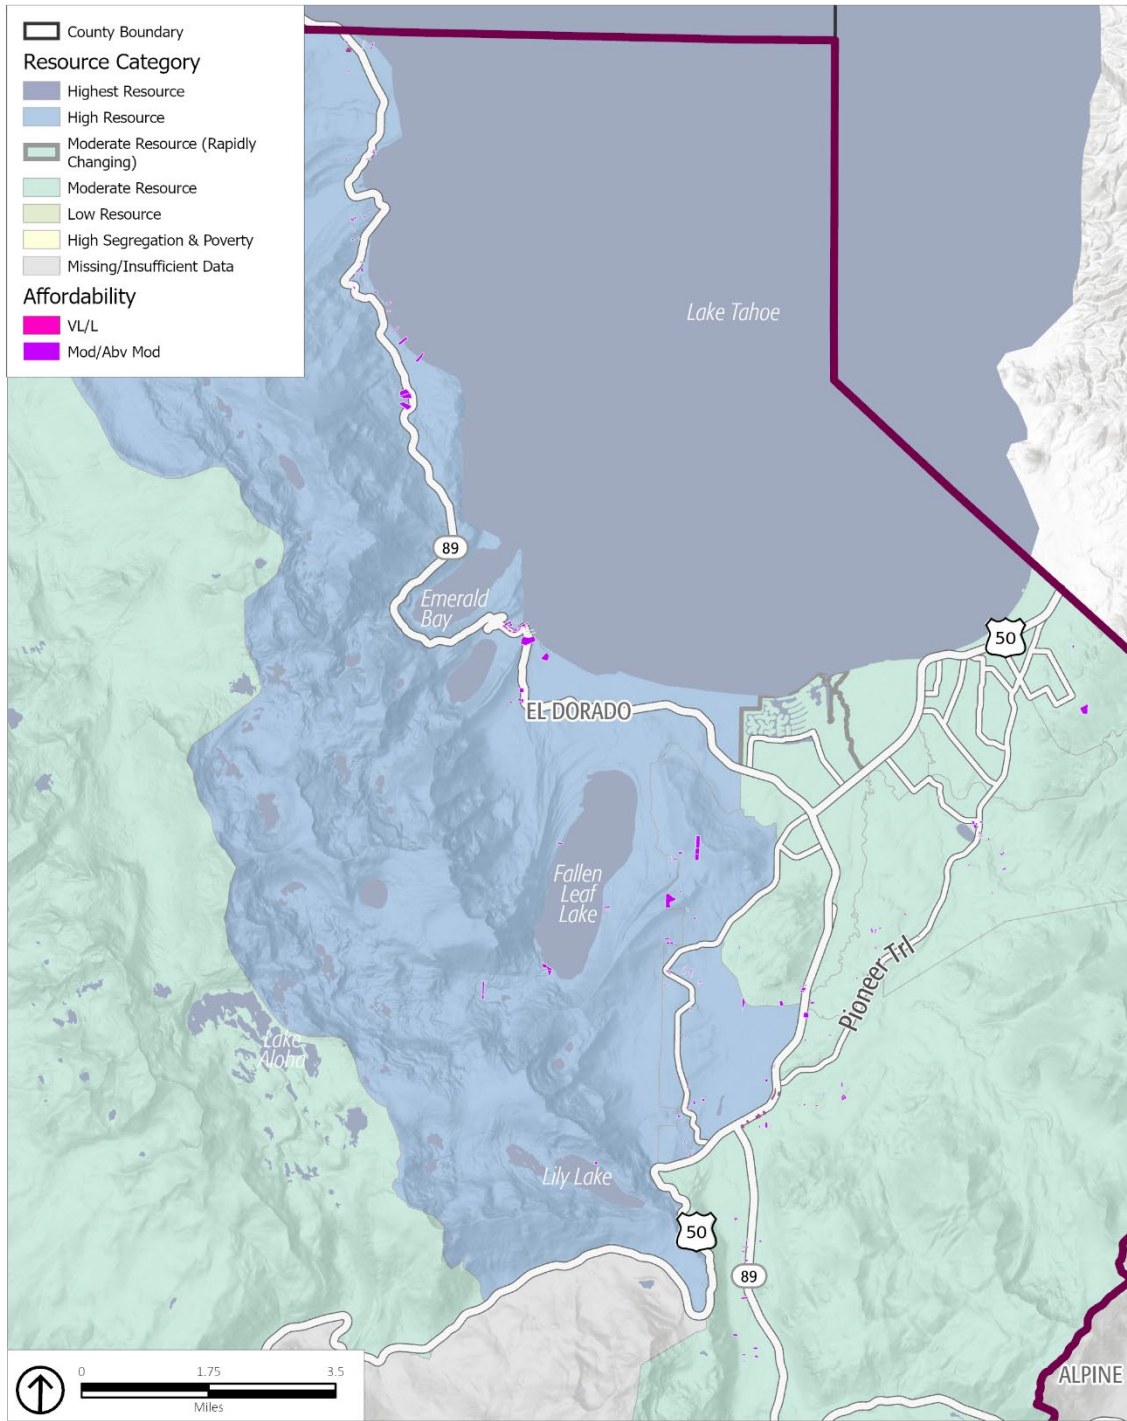 County Boundary
Resource Category
Highest Resource
High Resource
Moderate Resource (Rapidly
Changing)
Moderate Resource
Low Resource
High Segregation & Poverty
Missing/Insufficient Data
Affordability
VL/L
Mod/Abv Mod
Lake Tahoe
89
Emerald
Bay
50
EL DORADO
Fallen
Leaf
Lake
Pioneer Trl
Lake
Aloha
Lily Lake
50
89
ALPINE
0 1.75 3.5
Miles